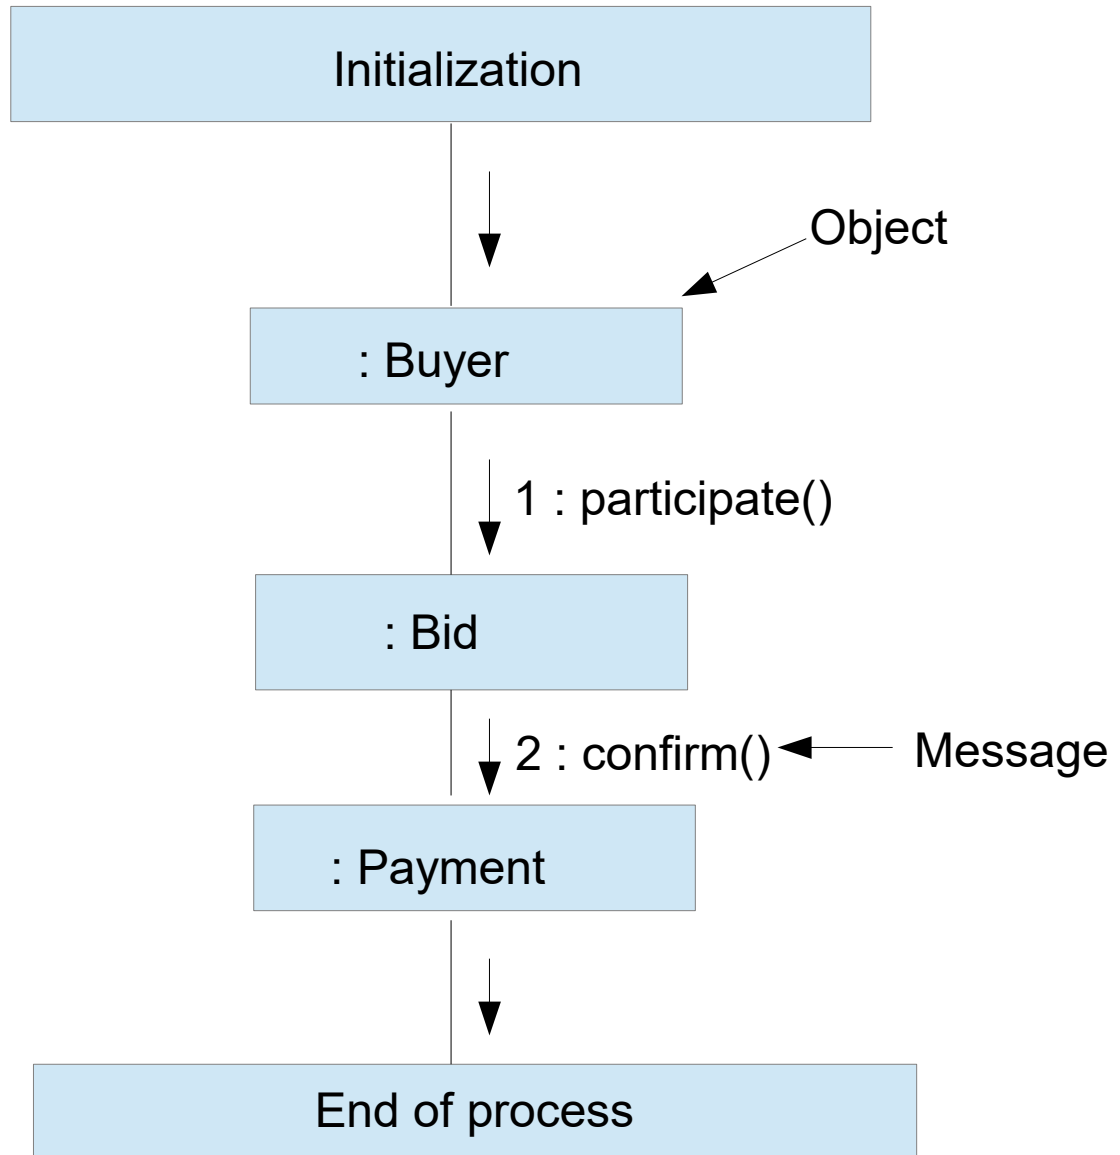 Initialization
Object
: Buyer
1 : participate()
: Bid
2 : confirm()
Message
: Payment
End of process